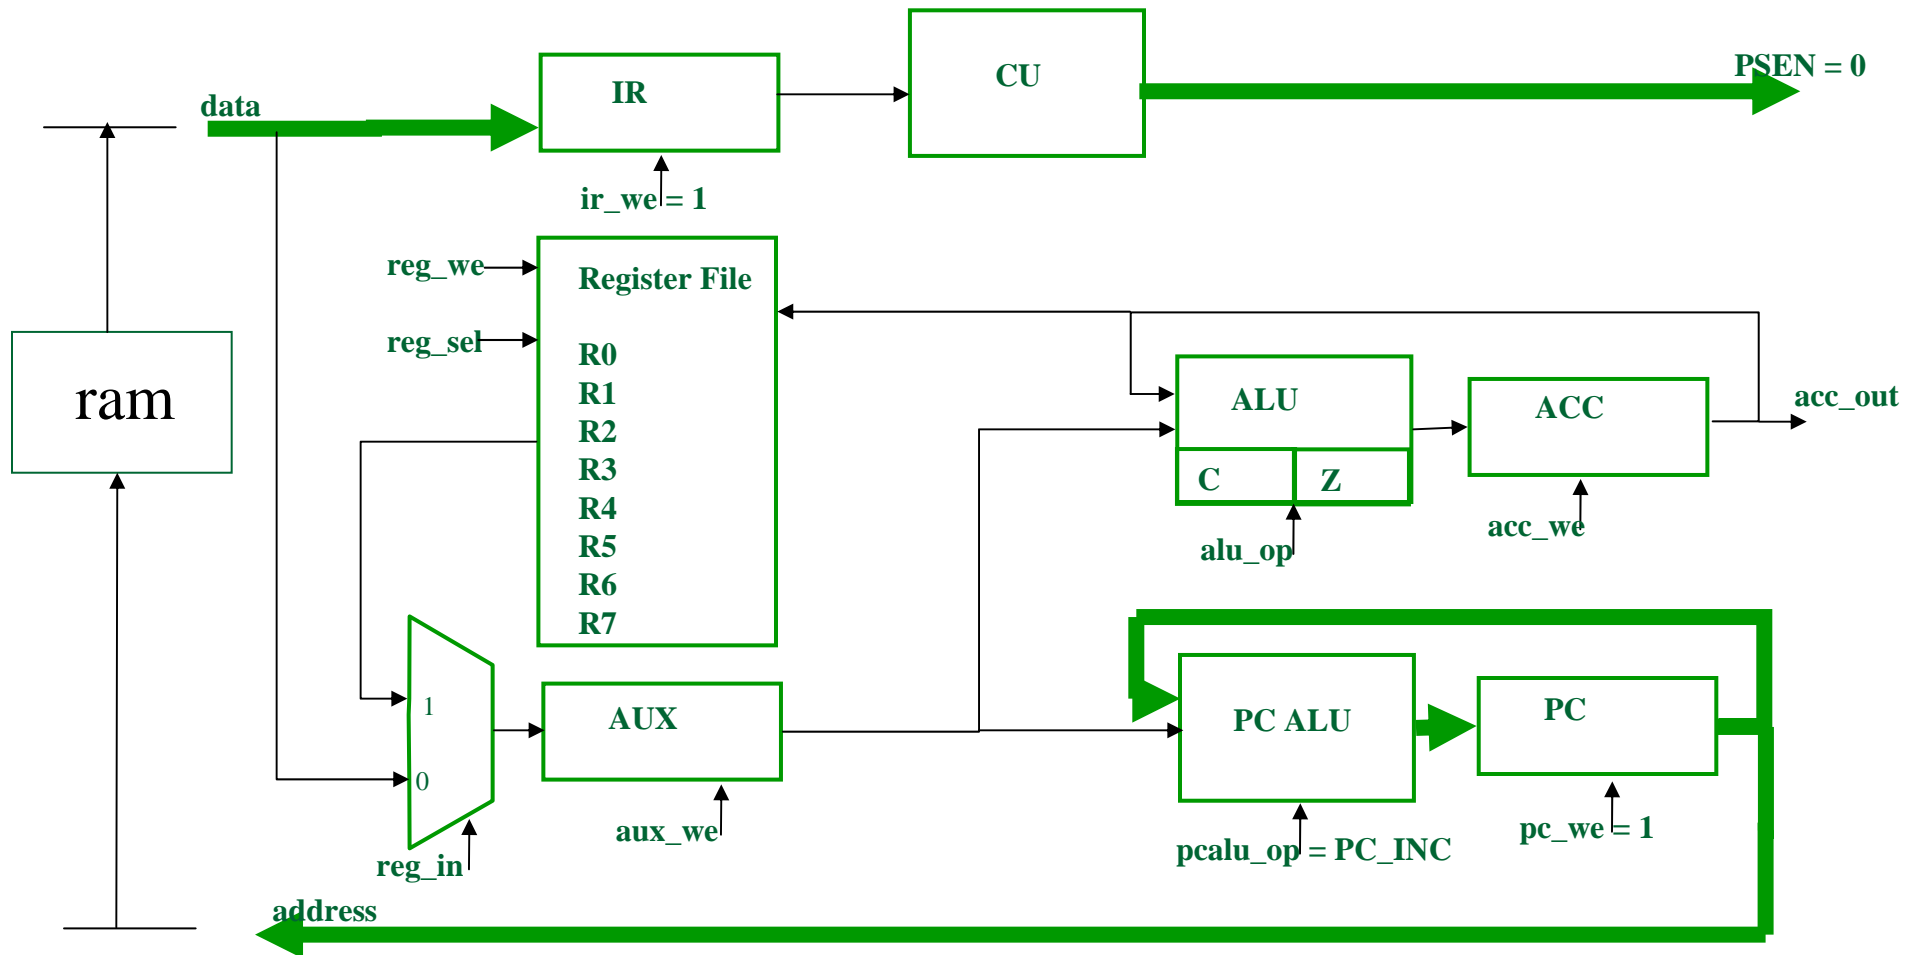 PSEN = 0
CU
IR
data
ir_we = 1
reg_we
Register File
reg_sel
R0
R1
R2
R3
R4
R5
R6
R7
ram
ALU
ACC
acc_out
C
Z
acc_we
alu_op
1
0
AUX
PC ALU
PC
aux_we
reg_in
pcalu_op = PC_INC
pc_we = 1
address